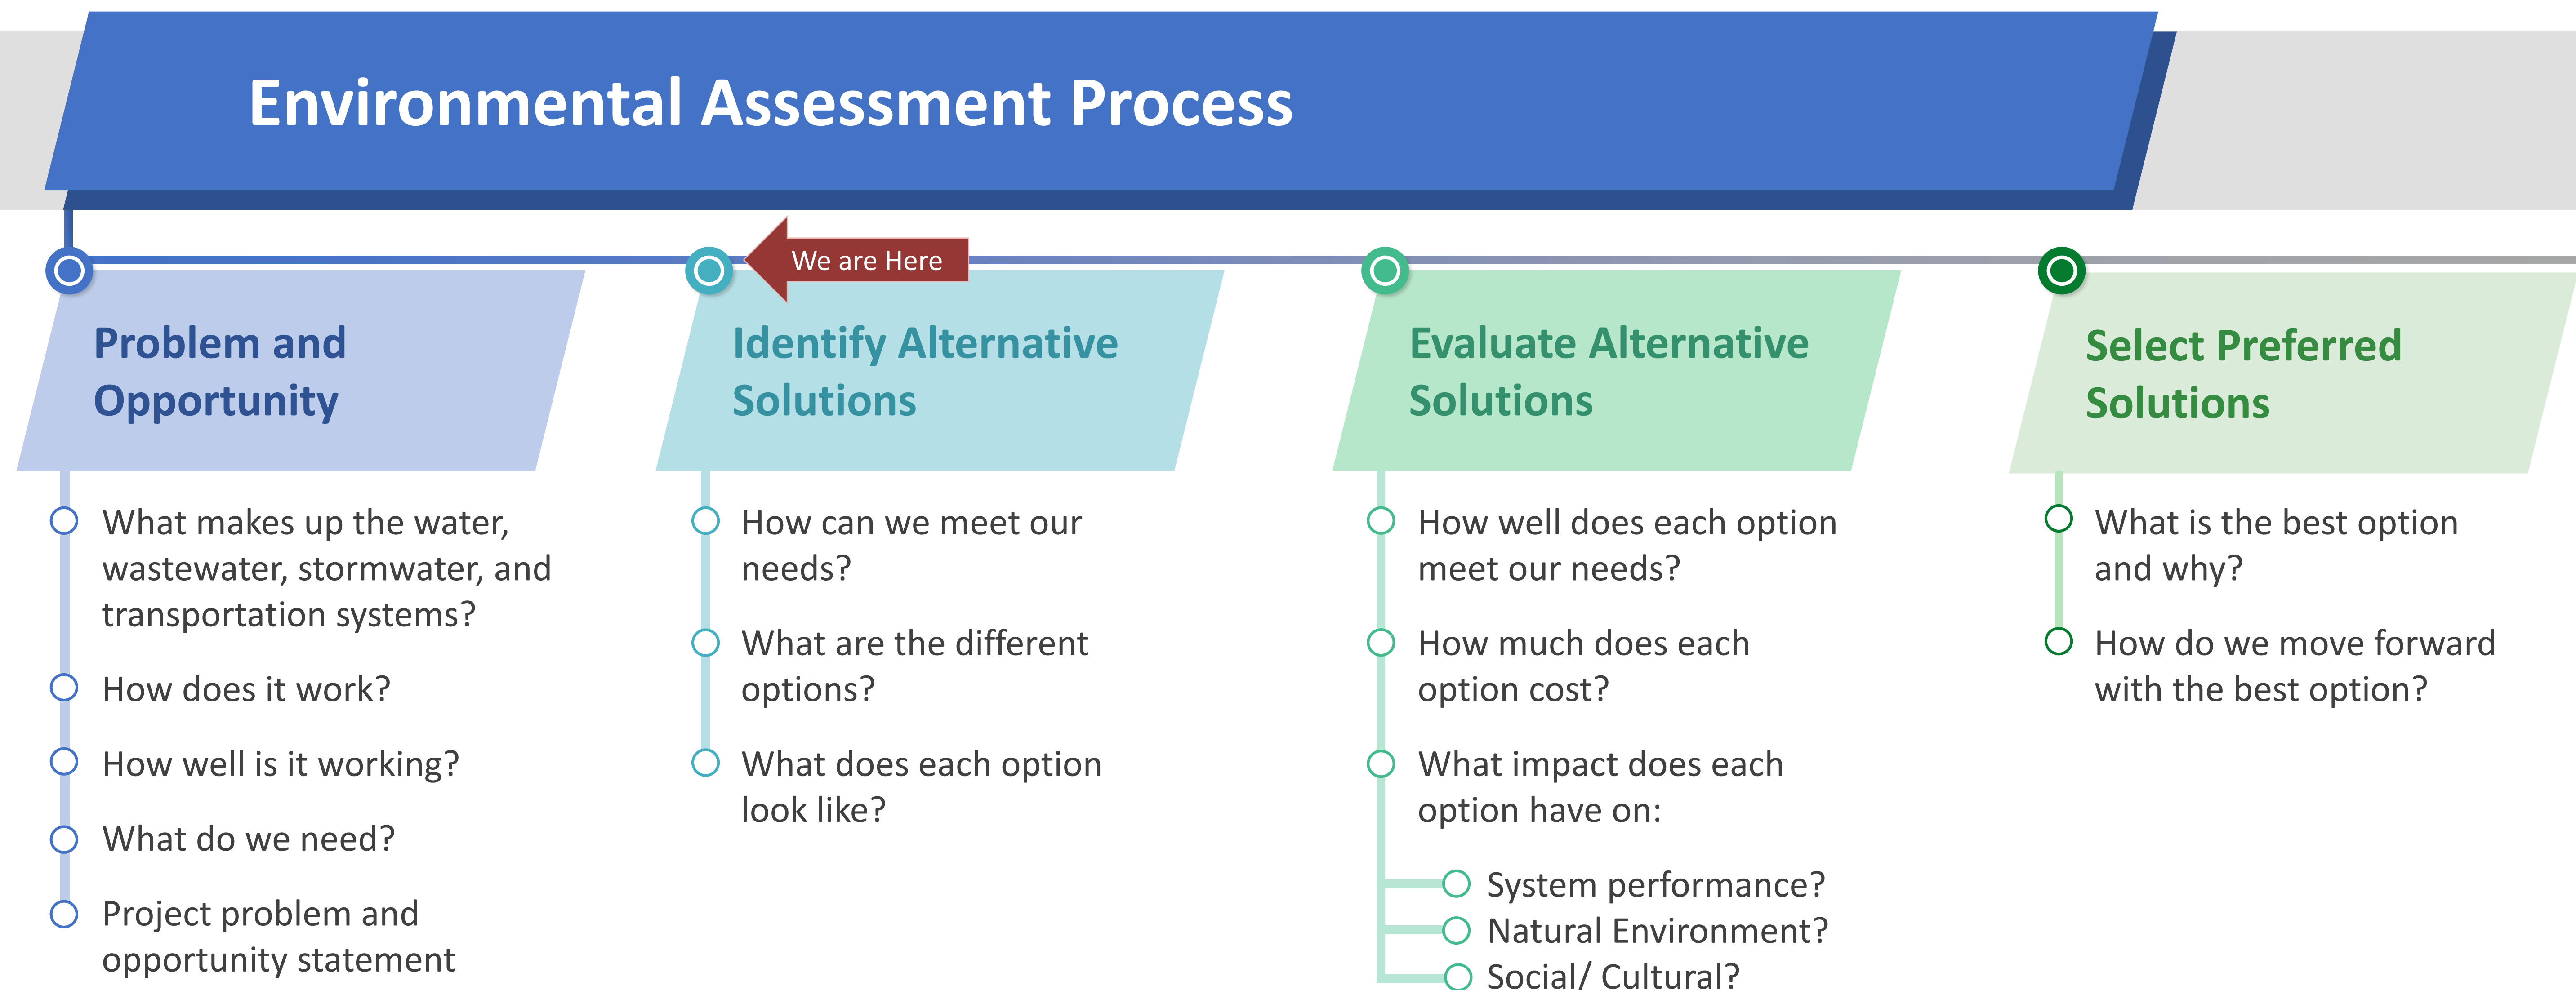 Environmental Assessment Process
We are Here
Problem and
Opportunity
What makes up the water,
wastewater, stormwater, and
transportation systems?
How does it work?
How well is it working?
What do we need?
Project problem and
opportunity statement
Identify Alternative
Solutions
How can we meet our
needs?
What are the different
options?
What does each option
look like?
Evaluate Alternative
Solutions
How well does each option
meet our needs?
How much does each
option cost?
What impact does each
option have on:
System performance?
Natural Environment?
Social/ Cultural?
Select Preferred
Solutions
What is the best option
and why?
How do we move forward
with the best option?